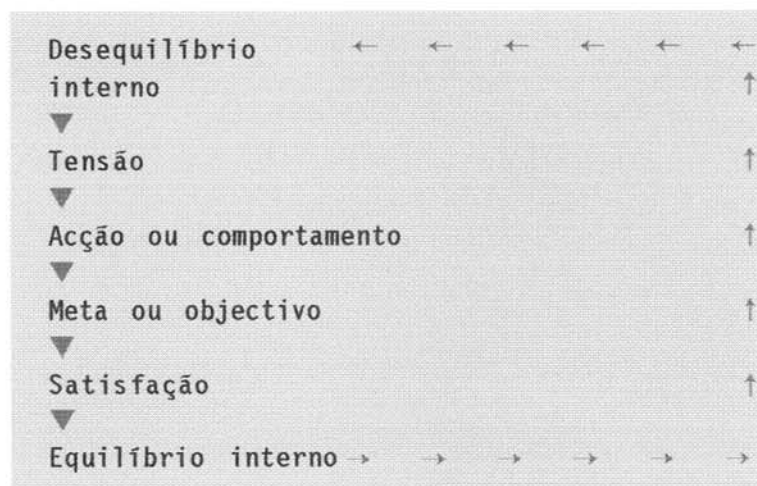 Desequilíbrio ← ← ← ← ← ←
interno ↑
▼
Tensão ↑
▼
Acção ou comportamento ↑
▼
Meta ou objectivo ↑
▼
Satisfação ↑
▼
Equilíbrio interno → → → → → →